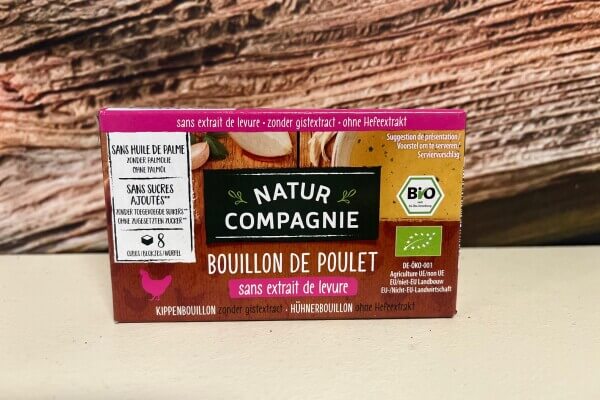 sans extrait de levure • zonder gistextract • ohne Hefeextrakt
SANS HUILE DE PALME
ZONDER PALMOLIE
OHNE PALMÖL
SANS SUCRES
AJOUTÉS**
ZONDER TOEGEVOEGDE SUIKERS**
OHNE ZUGESETZTEN ZUCKER**
8
CUBES/BLOKJES/WÜRFEL
NATUR
COMPAGNIE
BOUILLON DE POULET
sans extrait de levure
KIPPENBOUILLON zonder gistextract • HÜHNERBOUILLON ohne Hefeextrakt
Suggestion de présentation/
Voorstel om te serveren/
Serviervorschlag
BiO
DE-ÖKO-001
Agriculture UE/non UE
EU/niet-EU Landbouw
EU-/Nicht-EU-Landwirtschaft